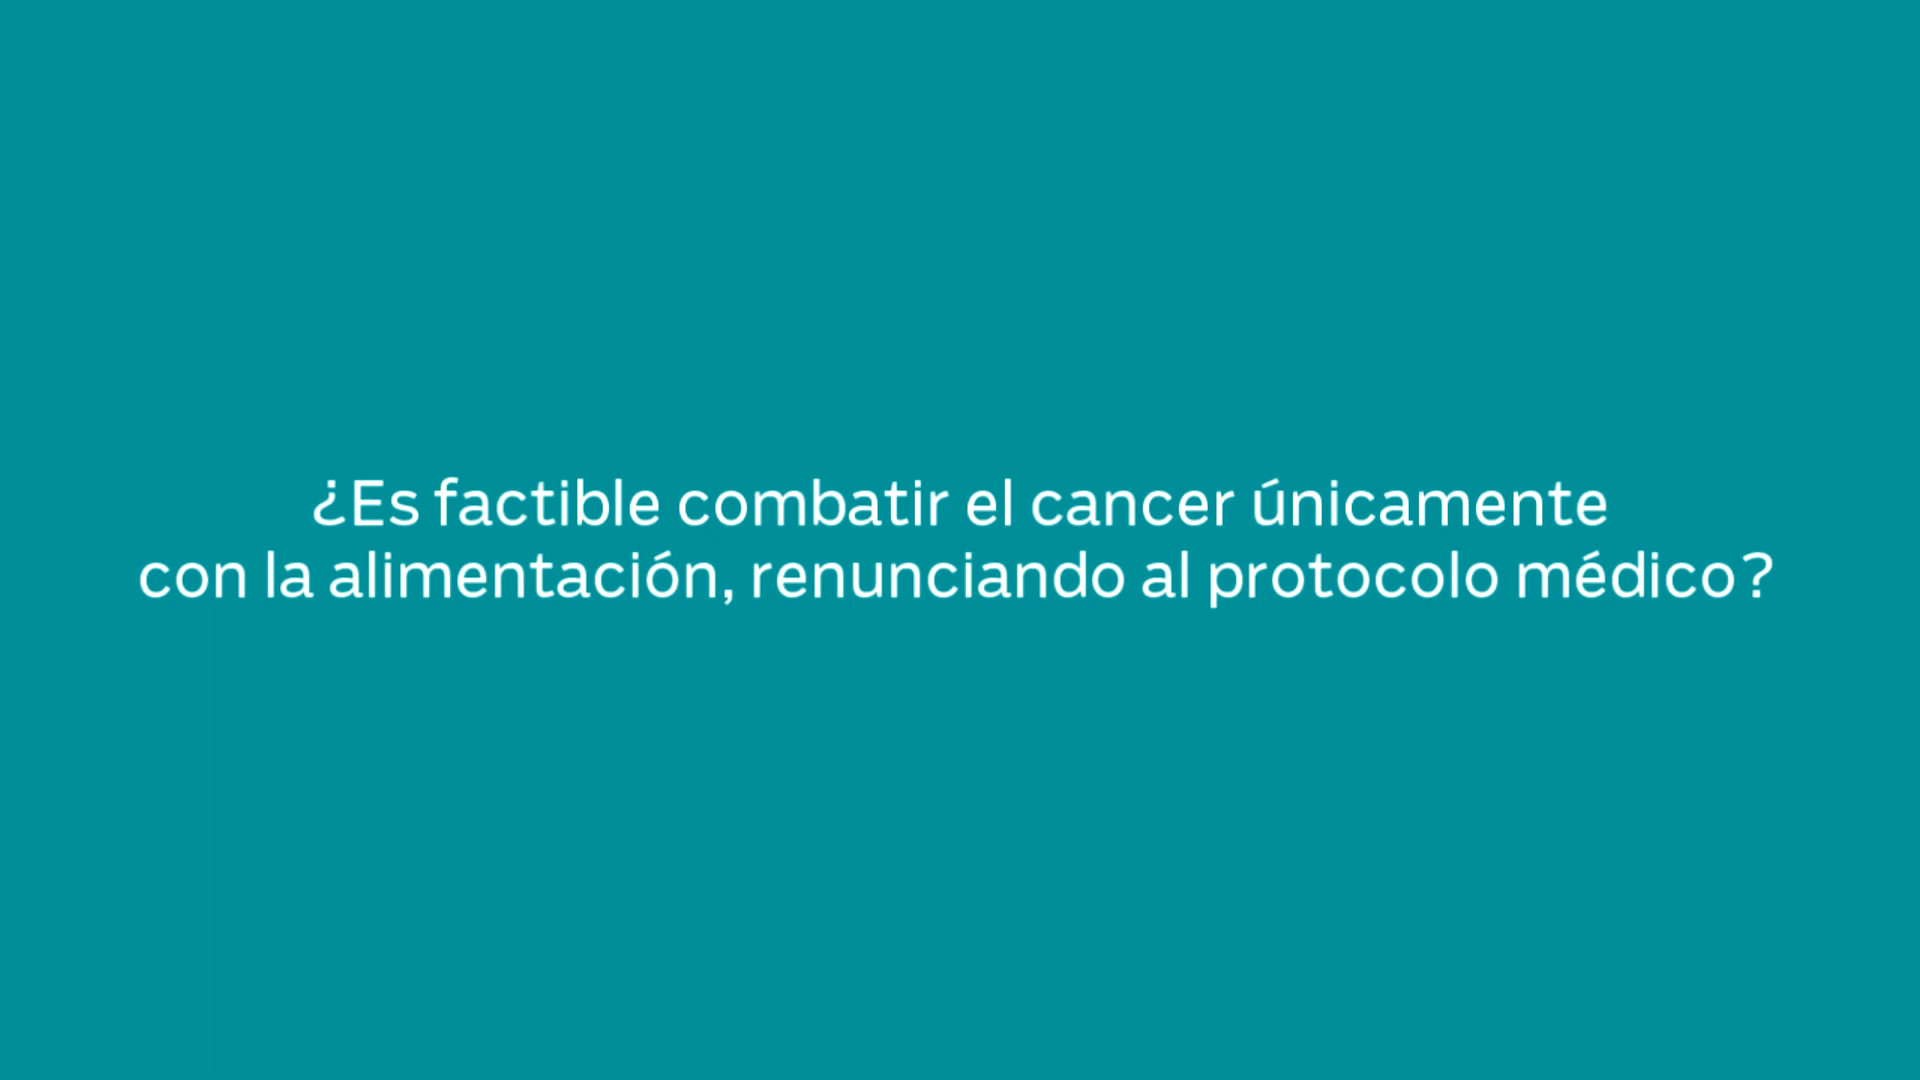 ¿Es factible combatir el cancer únicamente
con la alimentación, renunciando al protocolo médico?